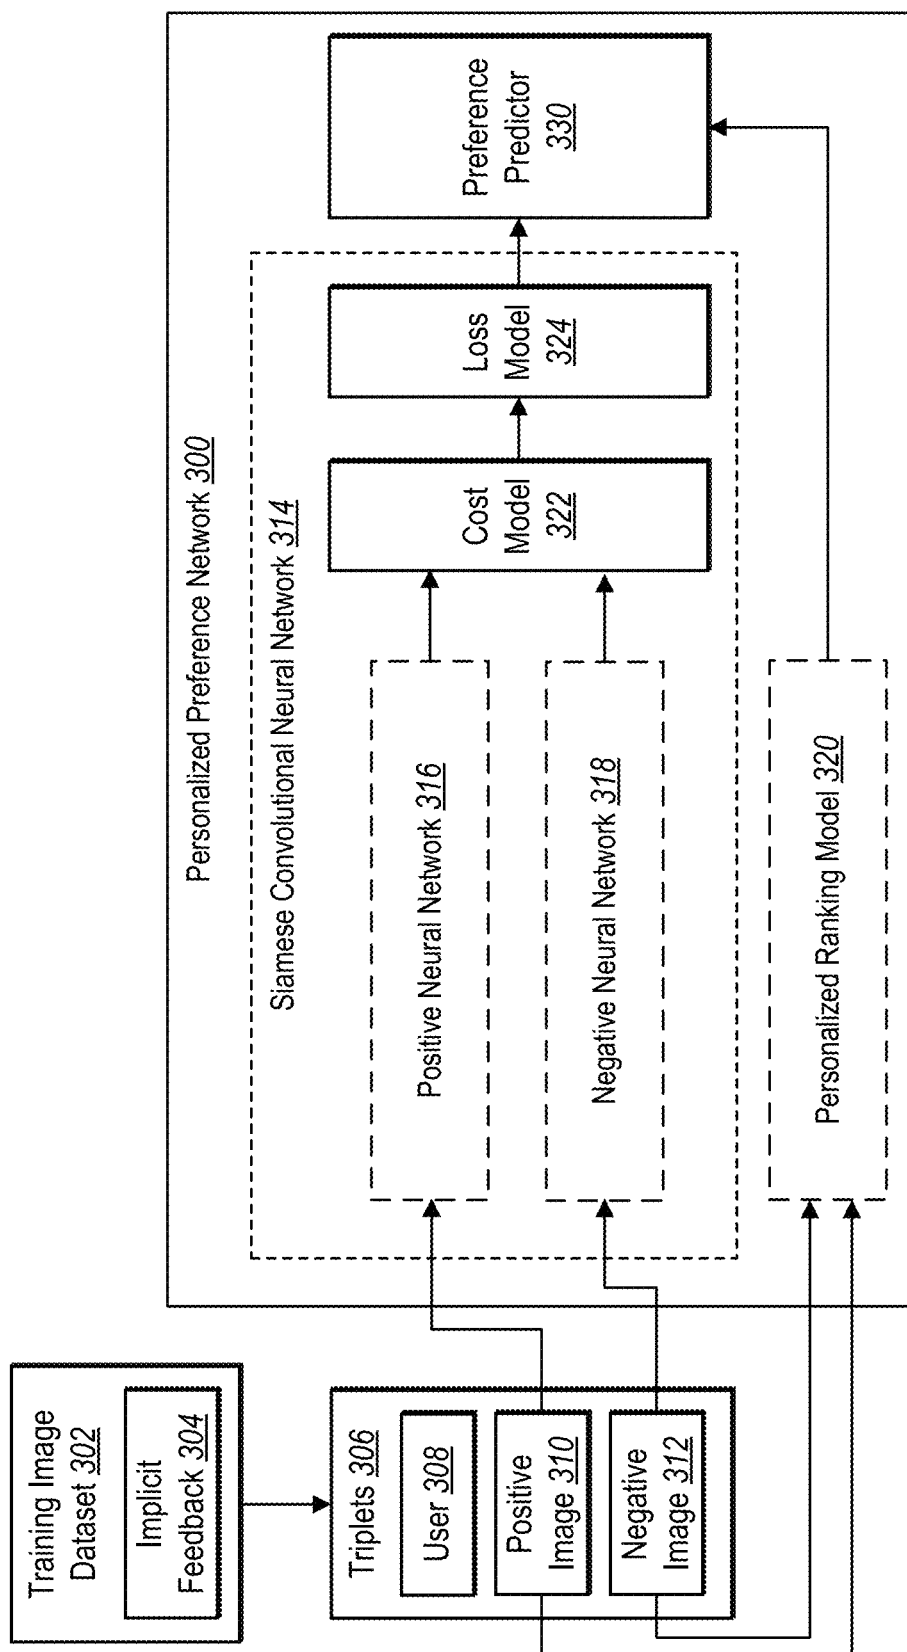 Training Image
Dataset 302
Implicit
Feedback 304
Triplets 306
User 308
Positive
Image 310
Negative
Image 312
Personalized Preference Network 300
Siamese Convolutional Neural Network 314
Positive Neural Network 316
Negative Neural Network 318
Cost
Model
322
Loss
Model
324
Preference
Predictor
330
Personalized Ranking Model 320